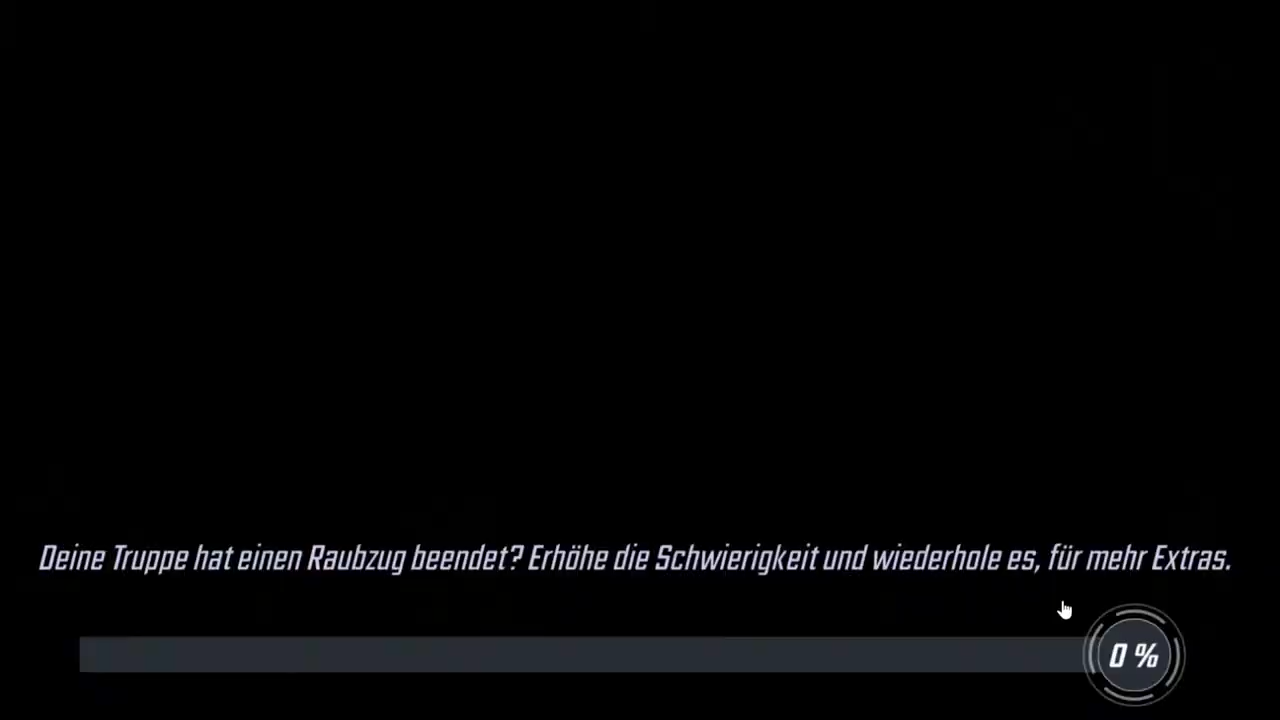 Deine Truppe hat einen Raubzug beendet? Erhöhe die Schwierigkeit und wiederhole es, für mehr Extras.
0 %